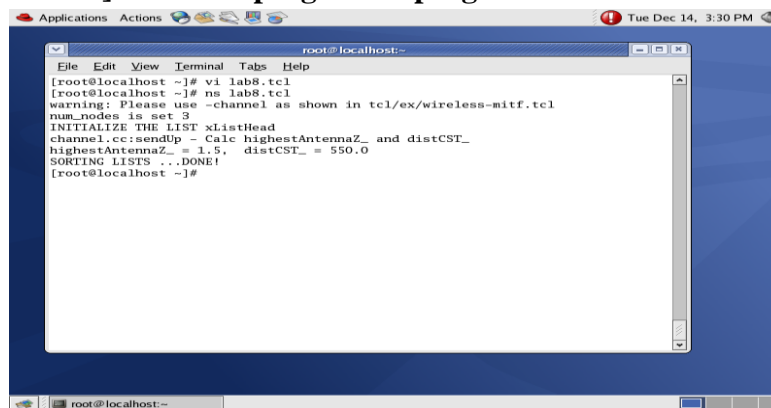 Applications Actions Tue Dec 14, 3:30 PM
root@localhost:~
File Edit View Terminal Tabs Help
[root@localhost ~]# vi lab8.tcl
[root@localhost ~]# ns lab8.tcl
warning: Please use -channel as shown in tcl/ex/wireless-mitf.tcl
num_nodes is set 3
INITIALIZE THE LIST xListHead
channel.cc:sendUp - Calc highestAntennaZ_ and distCST_
highestAntennaZ_ = 1.5, distCST_ = 550.0
SORTING LISTS ...DONE!
[root@localhost ~]#
root@localhost:~